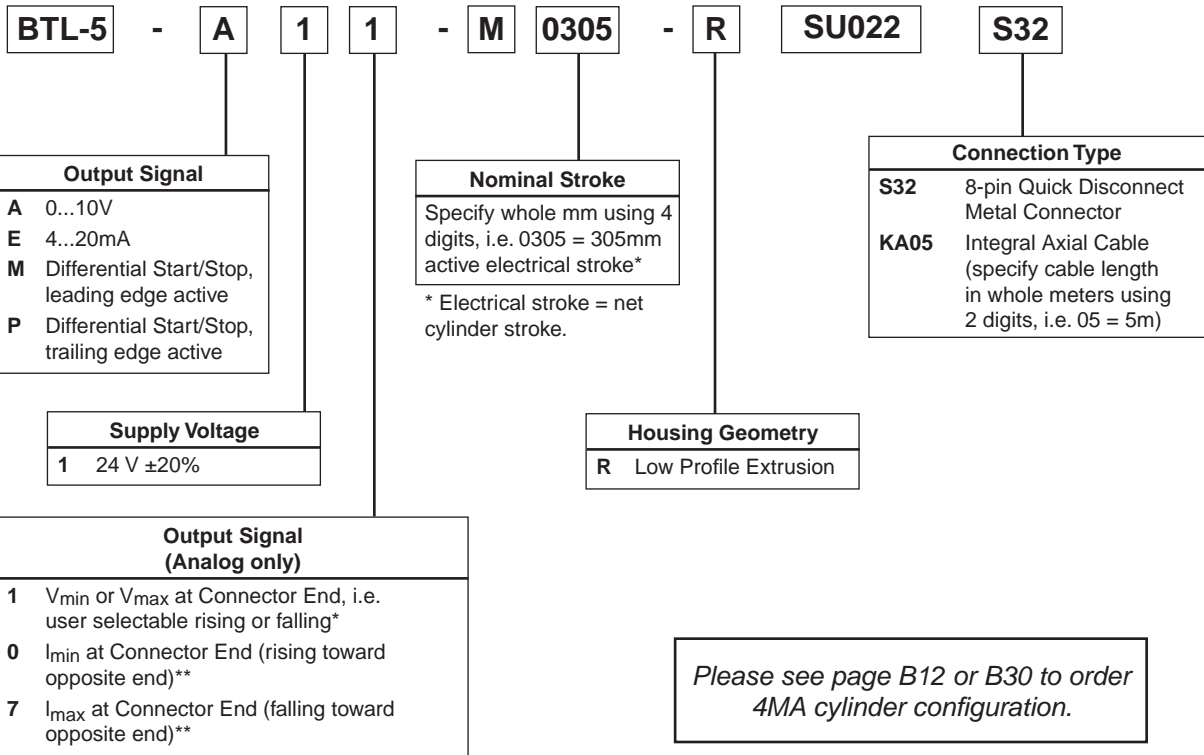 BTL-5 - A 1 1 - M 0305 - R SU022 S32
Output Signal
A 0...10V
E 4...20mA
M Differential Start/Stop,
leading edge active
P Differential Start/Stop,
trailing edge active
Nominal Stroke
Specify whole mm using 4
digits, i.e. 0305 = 305mm
active electrical stroke*
* Electrical stroke = net
cylinder stroke.
Connection Type
S32 8-pin Quick Disconnect
Metal Connector
KA05 Integral Axial Cable
(specify cable length
in whole meters using
2 digits, i.e. 05 = 5m)
Supply Voltage
1 24 V ±20%
Housing Geometry
R Low Profile Extrusion
Output Signal
(Analog only)
1 Vmin or Vmax at Connector End, i.e.
user selectable rising or falling*
0 Imin at Connector End (rising toward
opposite end)**
7 Imax at Connector End (falling toward
opposite end)**
Please see page B12 or B30 to order
4MA cylinder configuration.